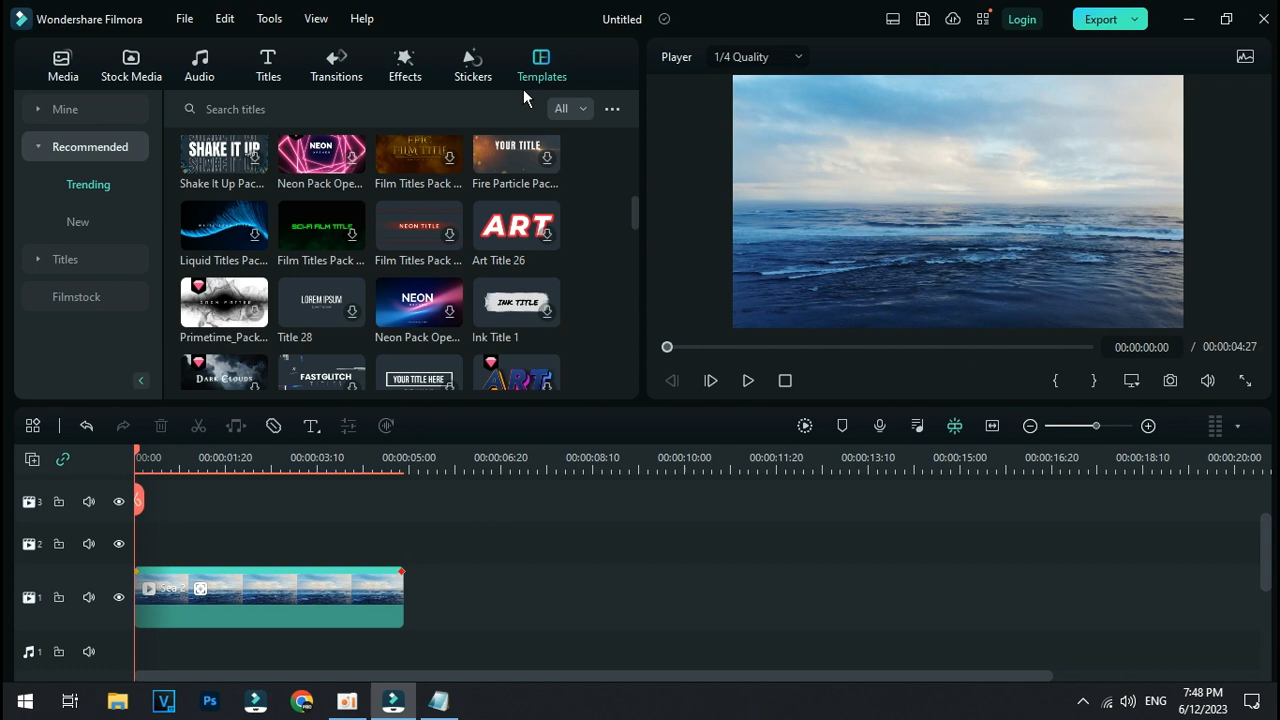 Wondershare Filmora File Edit Tools View Help Untitled Login Export
Media Stock Media Audio Titles Transitions Effects Stickers Templates
Player 1/4 Quality
Mine
Recommended
Trending
New
Titles
Filmstock
Search titles All
SHAKE IT UP NEON EPIC FILM TITLE YOUR TITLE
Shake It Up Pac... Neon Pack Ope... Film Titles Pack ... Fire Particle Pac...
SCI-FI FILM TITLE NEON TITLE ART
Liquid Titles Pac... Film Titles Pack ... Film Titles Pack ... Art Title 26
LOREM IPSUM NEON INK TITLE
Primetime_Pack... Title 28 Neon Pack Ope... Ink Title 1
DARK CLOUDS FASTGLITCH YOUR TITLE HERE ART
00:00:00:00 / 00:00:04:27
00:00 00:00:01:20 00:00:03:10 00:00:05:00 00:00:06:20 00:00:08:10 00:00:10:00 00:00:11:20 00:00:13:10 00:00:15:00 00:00:16:20 00:00:18:10 00:00:20:00
3
2
1
Sea 2
1
V Ps
ENG
7:48 PM
6/12/2023